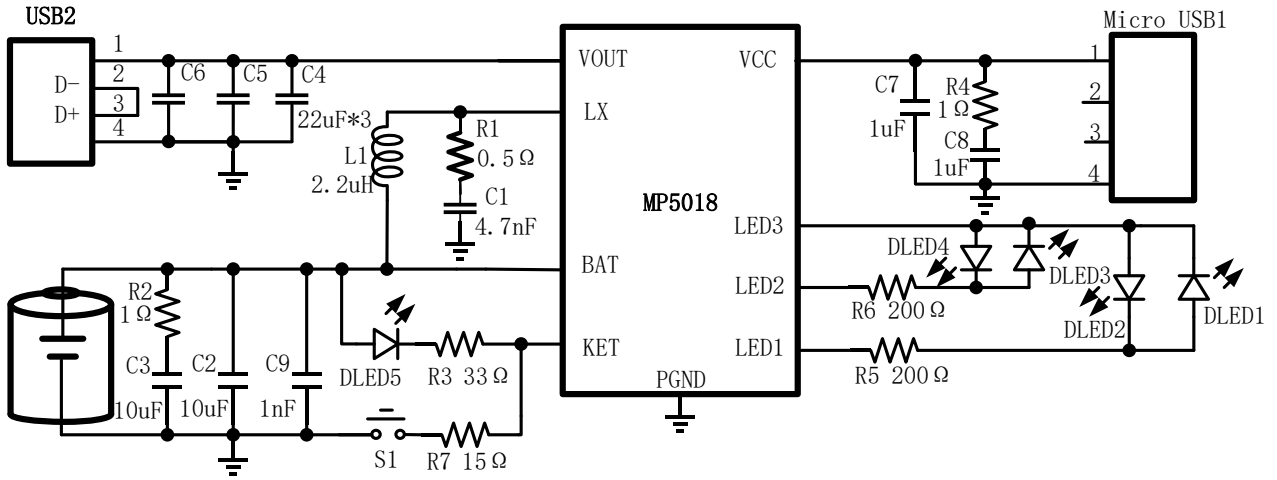 USB2
Micro USB1
1
2
3
4
D-
D+
C6
C5
C4
22uF*3
VOUT
VCC
LX
C7
1uF
R4
1Ω
C8
1uF
1
2
3
4
L1
2.2uH
R1
0.5Ω
C1
4.7nF
MP5018
LED3
DLED4
DLED3
BAT
LED2
R6 200Ω
DLED2
DLED1
R2
1Ω
C3
10uF
C2
10uF
C9
1nF
DLED5
R3 33Ω
KET
LED1
R5 200Ω
PGND
S1
R7 15Ω